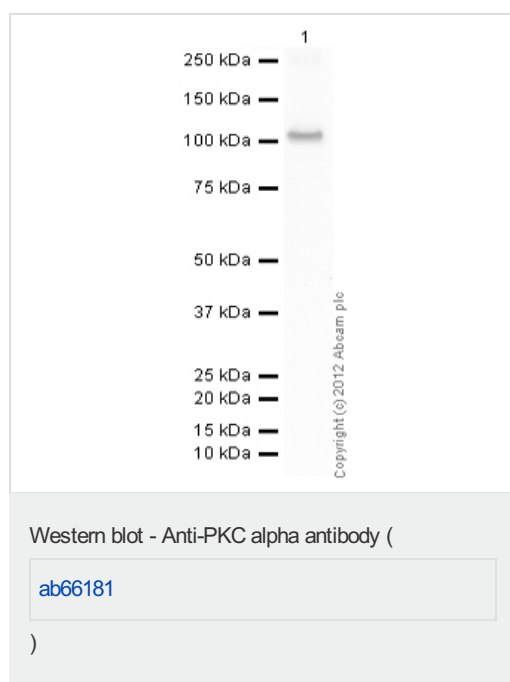 1
250 kDa
150 kDa
100 kDa
75 kDa
50 kDa
37 kDa
25 kDa
20 kDa
15 kDa
10 kDa
Copyright (c) 2012 Abcam plc
Western blot - Anti-PKC alpha antibody (
ab66181
)